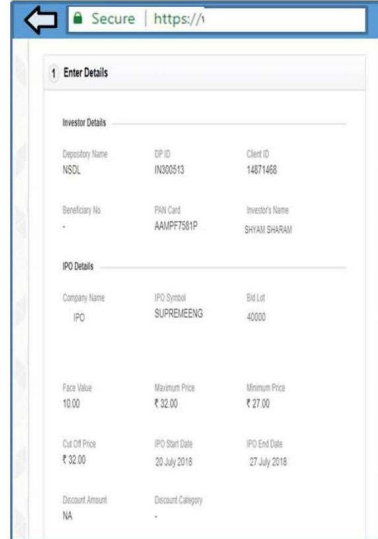 Secure | https://
1 Enter Details
Investor Details
Depository Name DP ID Client ID
NSDL IN300513 14871468
Beneficiary No PAN Card Investor's Name
- AAMPF7581P SHYAM SHARAM
IPO Details
Company Name IPO Symbol Bid Lot
IPO SUPREMEENG 40000
Face Value Maximum Price Minimum Price
10.00 ₹ 32.00 ₹ 27.00
Cut Off Price IPO Start Date IPO End Date
₹ 32.00 20 July 2018 27 July 2018
Discount Amount Discount Category
NA -